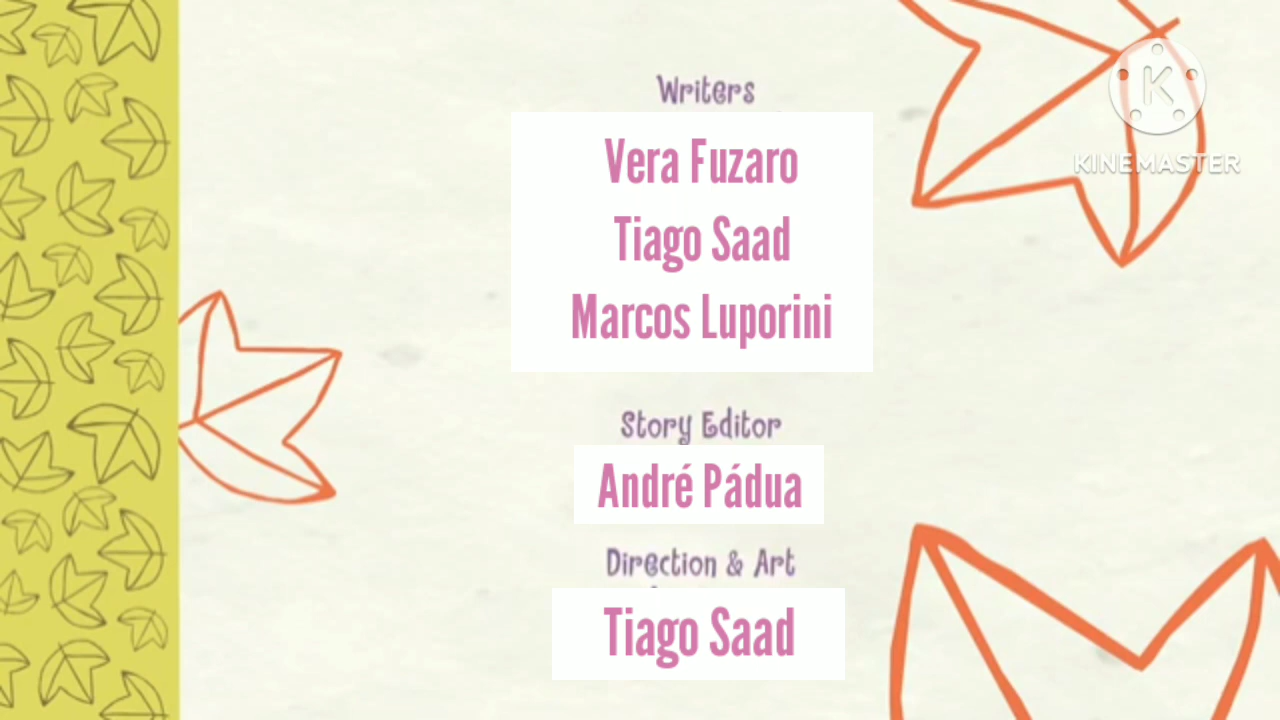 Writers
Vera Fuzaro
Tiago Saad
Marcos Luporini
Story Editor
André Pádua
Direction & Art
Tiago Saad
K
KINEMASTER